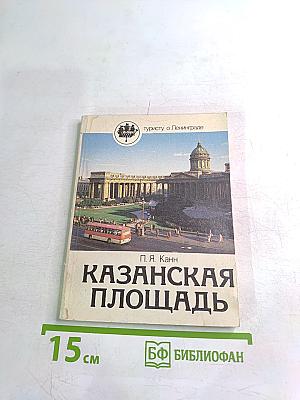 туристу о Ленинграде
П. Я. Канн
КАЗАНСКАЯ
ПЛОЩАДЬ
15 см
БФ БИБЛИОФАН